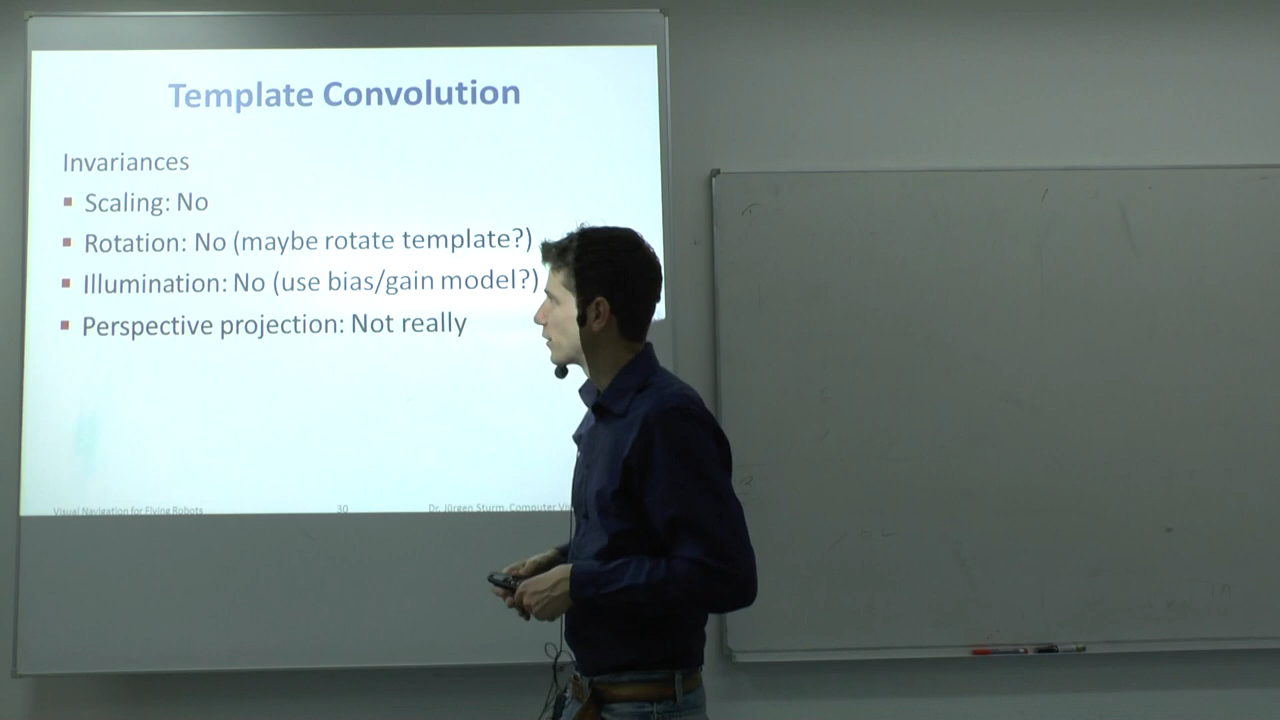 Template Convolution
Invariances
Scaling: No
Rotation: No (maybe rotate template?)
Illumination: No (use bias/gain model?)
Perspective projection: Not really
Visual Navigation for Flying Robots 30 Dr. Jürgen Sturm, Computer